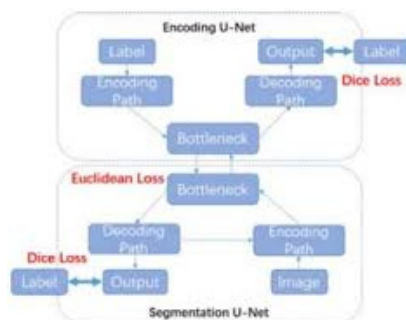 Encoding U-Net
Label
Output
Label
Encoding
Path
Decoding
Path
Dice Loss
Bottleneck
Euclidean Loss
Bottleneck
Decoding
Path
Encoding
Path
Dice Loss
Label
Output
Image
Segmentation U-Net